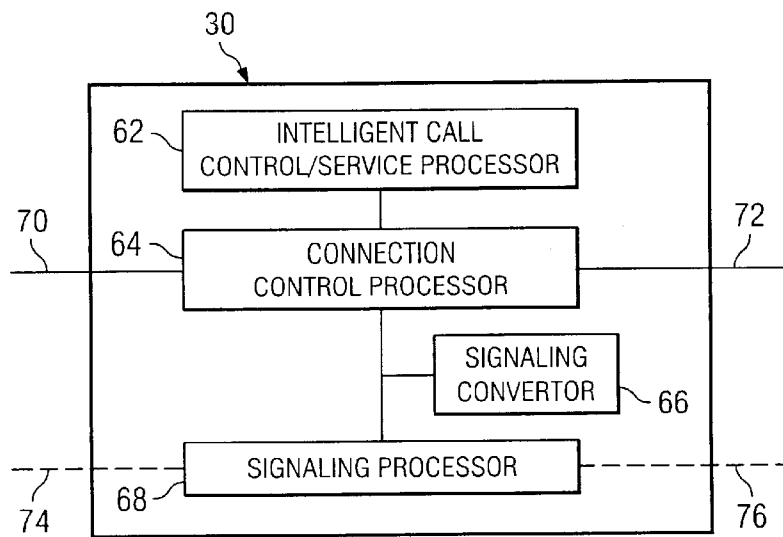 30
62
INTELLIGENT CALL
CONTROL/SERVICE PROCESSOR
70
64
CONNECTION
CONTROL PROCESSOR
72
SIGNALING
CONVERTOR
66
SIGNALING PROCESSOR
74
68
76